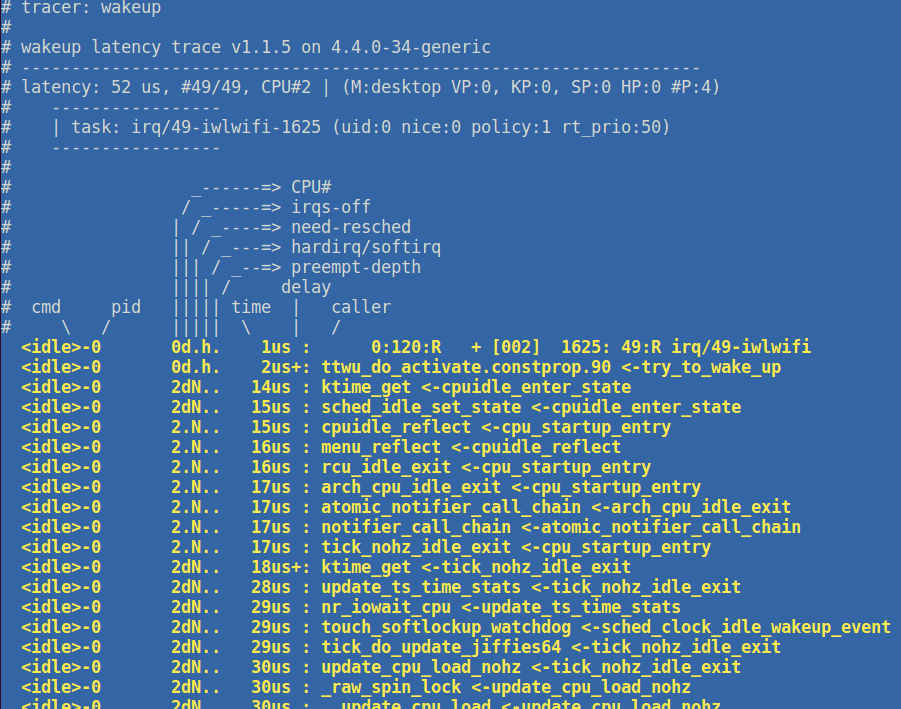 # tracer: wakeup
#
# wakeup latency trace v1.1.5 on 4.4.0-34-generic
# --------------------------------------------------------------------
# latency: 52 us, #49/49, CPU#2 | (M:desktop VP:0, KP:0, SP:0 HP:0 #P:4)
#    -----------------
#    | task: irq/49-iwlwifi-1625 (uid:0 nice:0 policy:1 rt_prio:50)
#    -----------------
#
#                  _------=> CPU#
#                 / _-----=> irqs-off
#                | / _----=> need-resched
#                || / _---=> hardirq/softirq
#                ||| / _--=> preempt-depth
#                |||| /     delay
#  cmd     pid   ||||| time  |   caller
#     \   /      |||||  \    |   /
  <idle>-0       0d.h.    1us :      0:120:R   + [002]  1625: 49:R irq/49-iwlwifi
  <idle>-0       0d.h.    2us+: ttwu_do_activate.constprop.90 <-try_to_wake_up
  <idle>-0       2dN..   14us : ktime_get <-cpuidle_enter_state
  <idle>-0       2dN..   15us : sched_idle_set_state <-cpuidle_enter_state
  <idle>-0       2.N..   15us : cpuidle_reflect <-cpu_startup_entry
  <idle>-0       2.N..   16us : menu_reflect <-cpuidle_reflect
  <idle>-0       2.N..   16us : rcu_idle_exit <-cpu_startup_entry
  <idle>-0       2.N..   17us : arch_cpu_idle_exit <-cpu_startup_entry
  <idle>-0       2.N..   17us : atomic_notifier_call_chain <-arch_cpu_idle_exit
  <idle>-0       2.N..   17us : notifier_call_chain <-atomic_notifier_call_chain
  <idle>-0       2.N..   17us : tick_nohz_idle_exit <-cpu_startup_entry
  <idle>-0       2dN..   18us+: ktime_get <-tick_nohz_idle_exit
  <idle>-0       2dN..   28us : update_ts_time_stats <-tick_nohz_idle_exit
  <idle>-0       2dN..   29us : nr_iowait_cpu <-update_ts_time_stats
  <idle>-0       2dN..   29us : touch_softlockup_watchdog <-sched_clock_idle_wakeup_event
  <idle>-0       2dN..   29us : tick_do_update_jiffies64 <-tick_nohz_idle_exit
  <idle>-0       2dN..   30us : update_cpu_load_nohz <-tick_nohz_idle_exit
  <idle>-0       2dN..   30us : _raw_spin_lock <-update_cpu_load_nohz
  <idle>-0       2dN..   30us : __update_cpu_load <-update_cpu_load_nohz